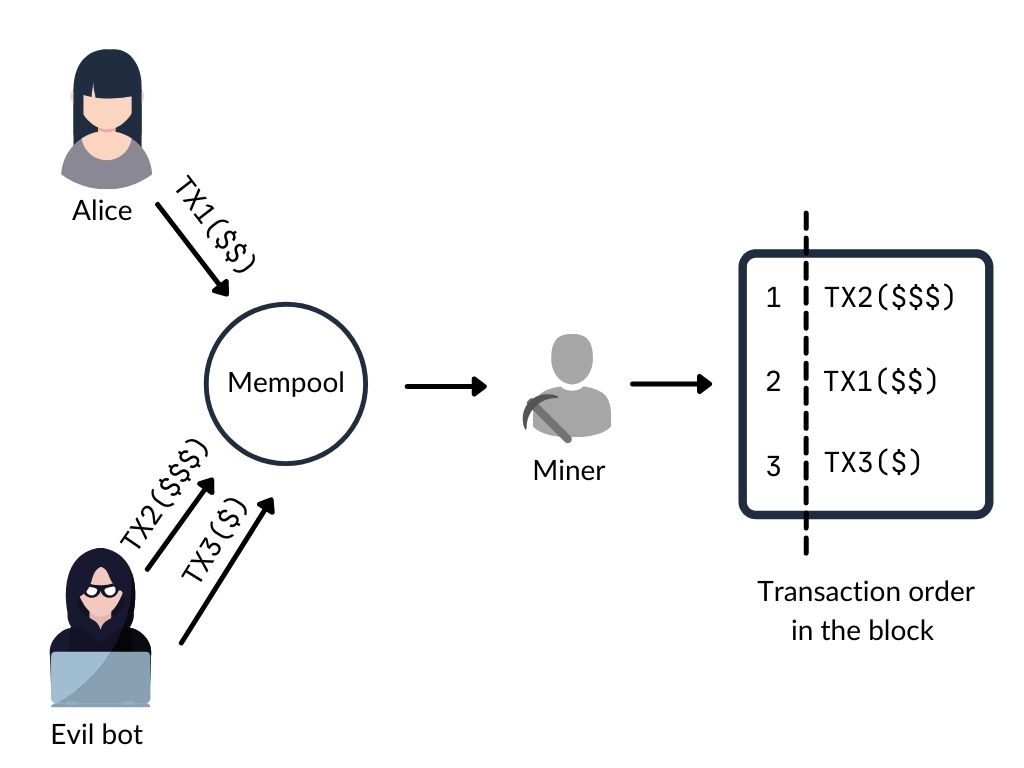 Alice
TX1($$)
Mempool
TX2($$$)
TX3($)
Evil bot
Miner
1 TX2($$$)
2 TX1($$)
3 TX3($)
Transaction order
in the block